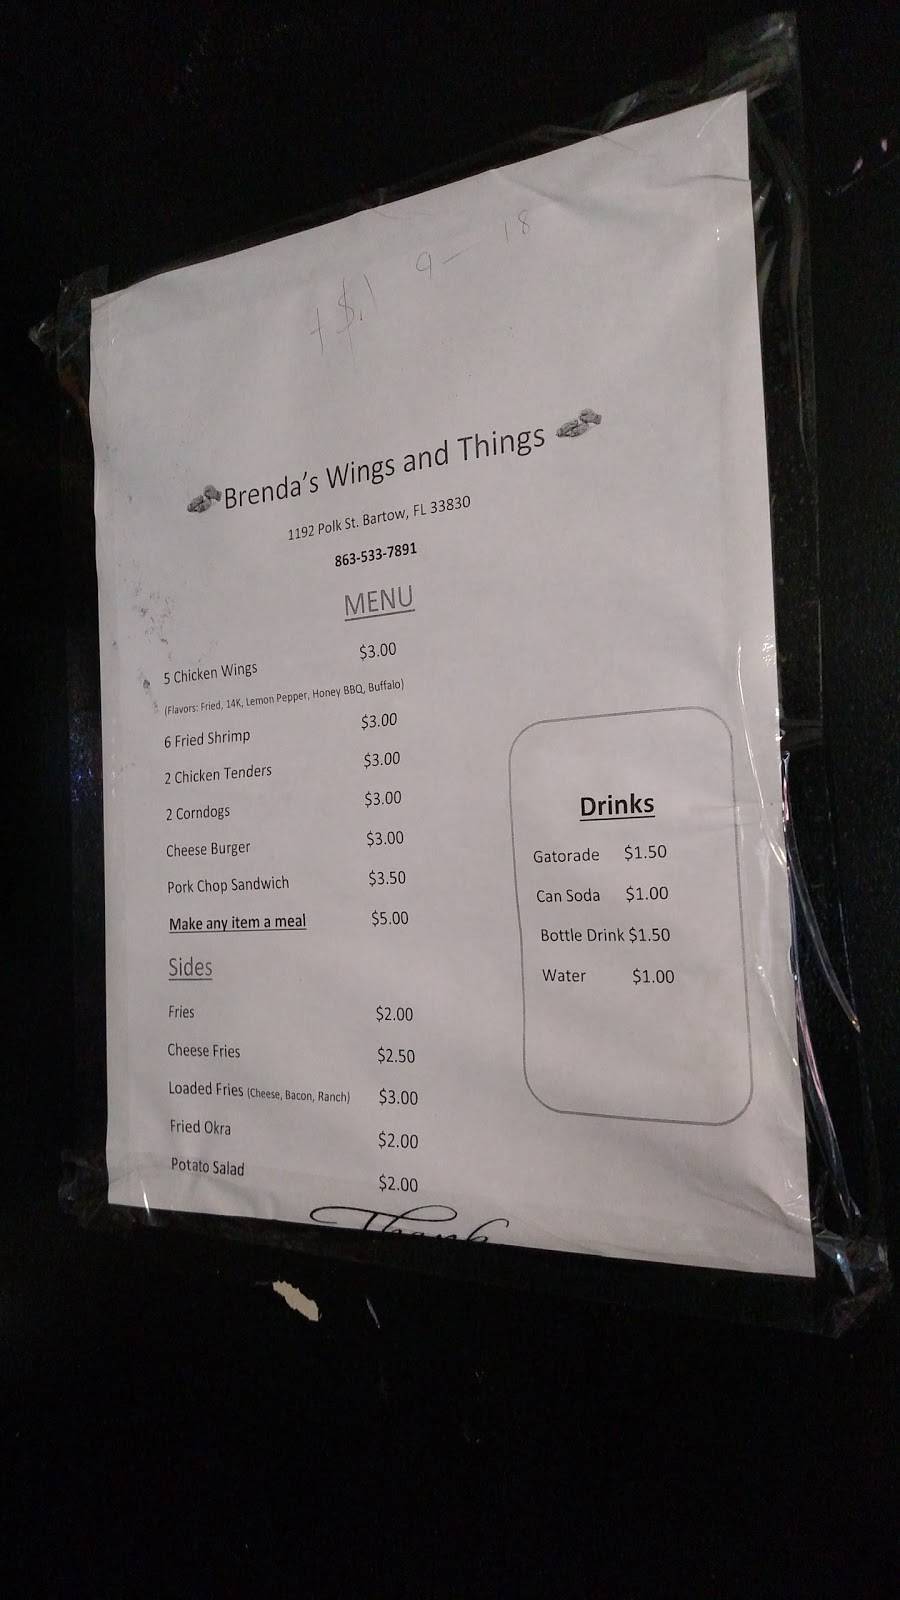 + $.1 9 - 18
Brenda's Wings and Things
1192 Polk St. Bartow, FL 33830
863-533-7891
MENU
5 Chicken Wings $3.00
(Flavors: Fried, 14K, Lemon Pepper, Honey BBQ, Buffalo)
6 Fried Shrimp $3.00
2 Chicken Tenders $3.00
2 Corndogs $3.00
Cheese Burger $3.00
Pork Chop Sandwich $3.50
Make any item a meal $5.00
Sides
Fries $2.00
Cheese Fries $2.50
Loaded Fries (Cheese, Bacon, Ranch) $3.00
Fried Okra $2.00
Potato Salad $2.00
Thank
Drinks
Gatorade $1.50
Can Soda $1.00
Bottle Drink $1.50
Water $1.00